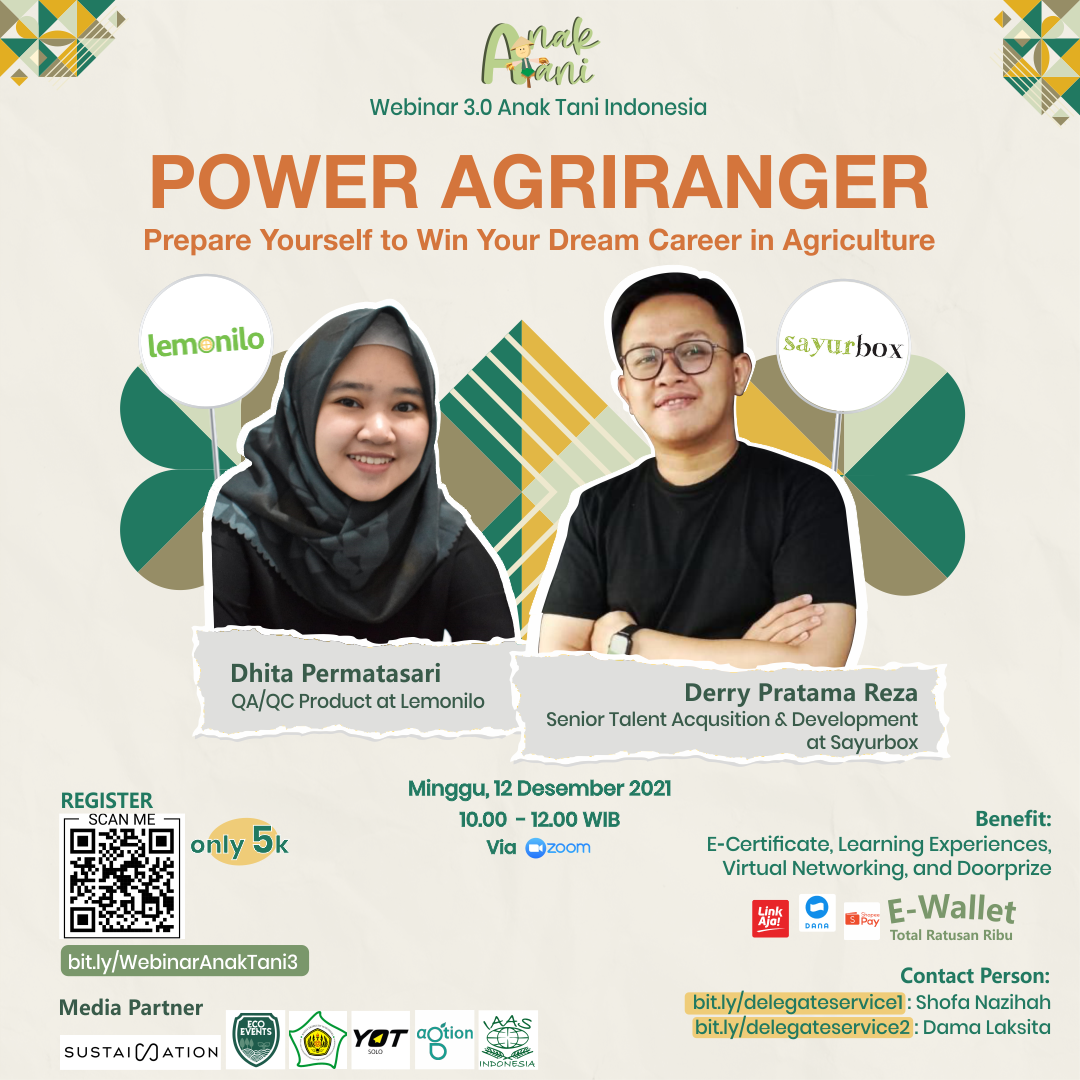 Anak Tani
Webinar 3.0 Anak Tani Indonesia
POWER AGRIRANGER
Prepare Yourself to Win Your Dream Career in Agriculture
lemonilo
sayurbox
Dhita Permatasari
QA/QC Product at Lemonilo
Derry Pratama Reza
Senior Talent Acqusition & Development
at Sayurbox
Minggu, 12 Desember 2021
10.00 - 12.00 WIB
Via zoom
REGISTER
SCAN ME
only 5k
bit.ly/WebinarAnakTani3
Benefit:
E-Certificate, Learning Experiences,
Virtual Networking, and Doorprize
Link Aja!
DANA
Shopee Pay
E-Wallet
Total Ratusan Ribu
Contact Person:
bit.ly/delegateservice1 : Shofa Nazihah
bit.ly/delegateservice2 : Dama Laksita
Media Partner
SUSTAINATION
ECO EVENTS
YOT
SOLO
agtion
IAAS
INDONESIA